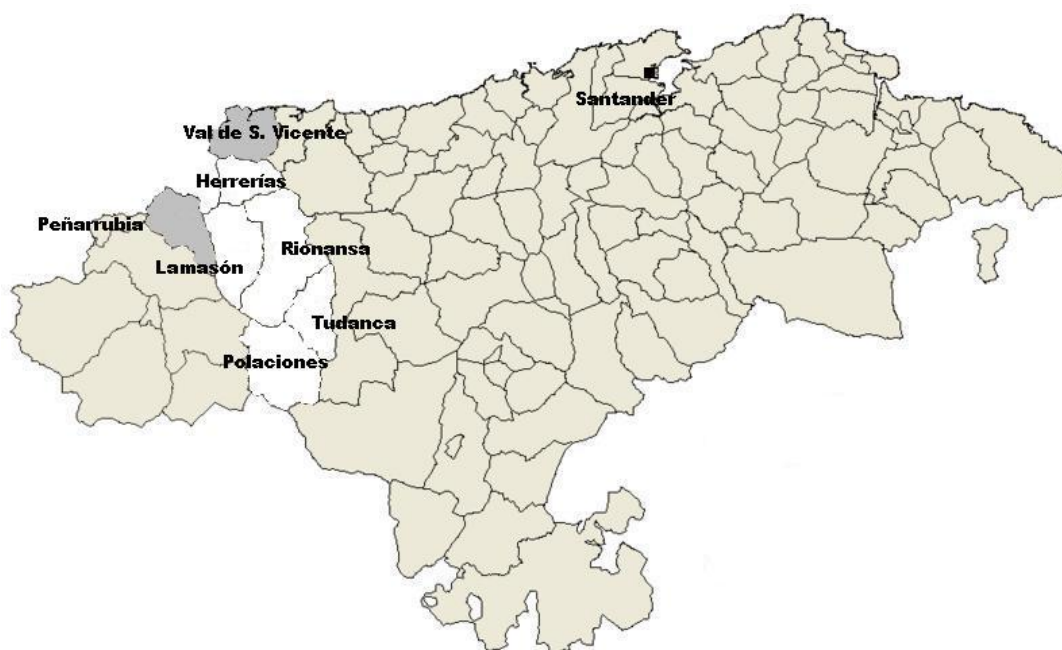 Santander
Val de S. Vicente
Herrerías
Peñarrubia
Rionansa
Lamasón
Tudanca
Polaciones